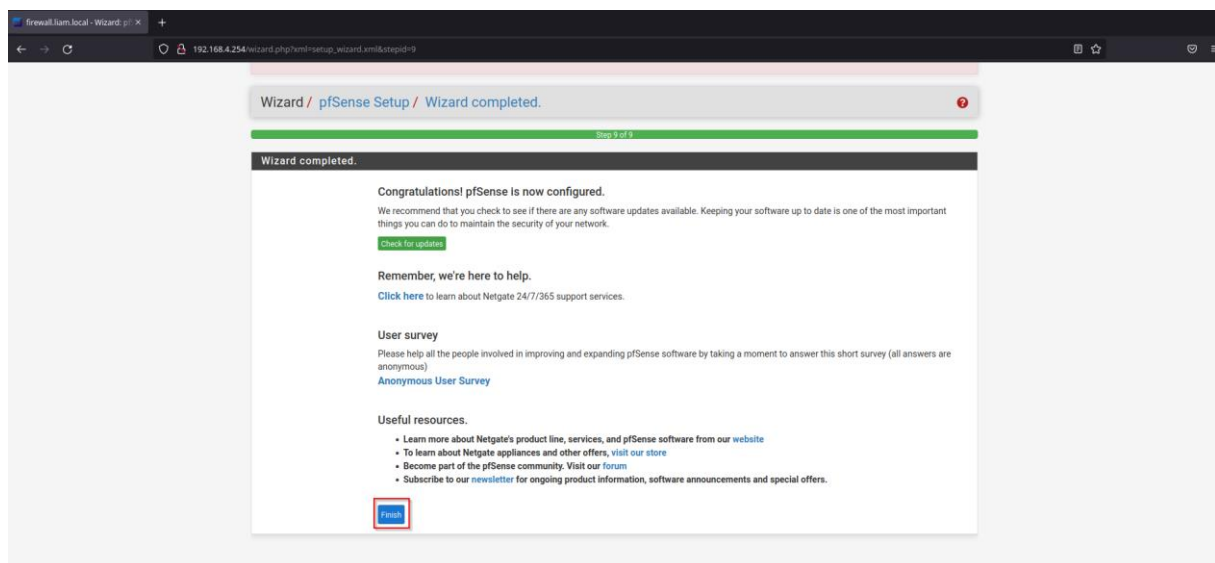 firewall.liam.local - Wizard: pf
192.168.4.254/wizard.php?xml=setup_wizard.xml&stepid=9
Wizard / pfSense Setup / Wizard completed.
Step 9 of 9
Wizard completed.
Congratulations! pfSense is now configured.
We recommend that you check to see if there are any software updates available. Keeping your software up to date is one of the most important
things you can do to maintain the security of your network.
Check for updates
Remember, we're here to help.
Click here to learn about Netgate 24/7/365 support services.
User survey
Please help all the people involved in improving and expanding pfSense software by taking a moment to answer this short survey (all answers are
anonymous)
Anonymous User Survey
Useful resources.
• Learn more about Netgate's product line, services, and pfSense software from our website
• To learn about Netgate appliances and other offers, visit our store
• Become part of the pfSense community. Visit our forum
• Subscribe to our newsletter for ongoing product information, software announcements and special offers.
Finish